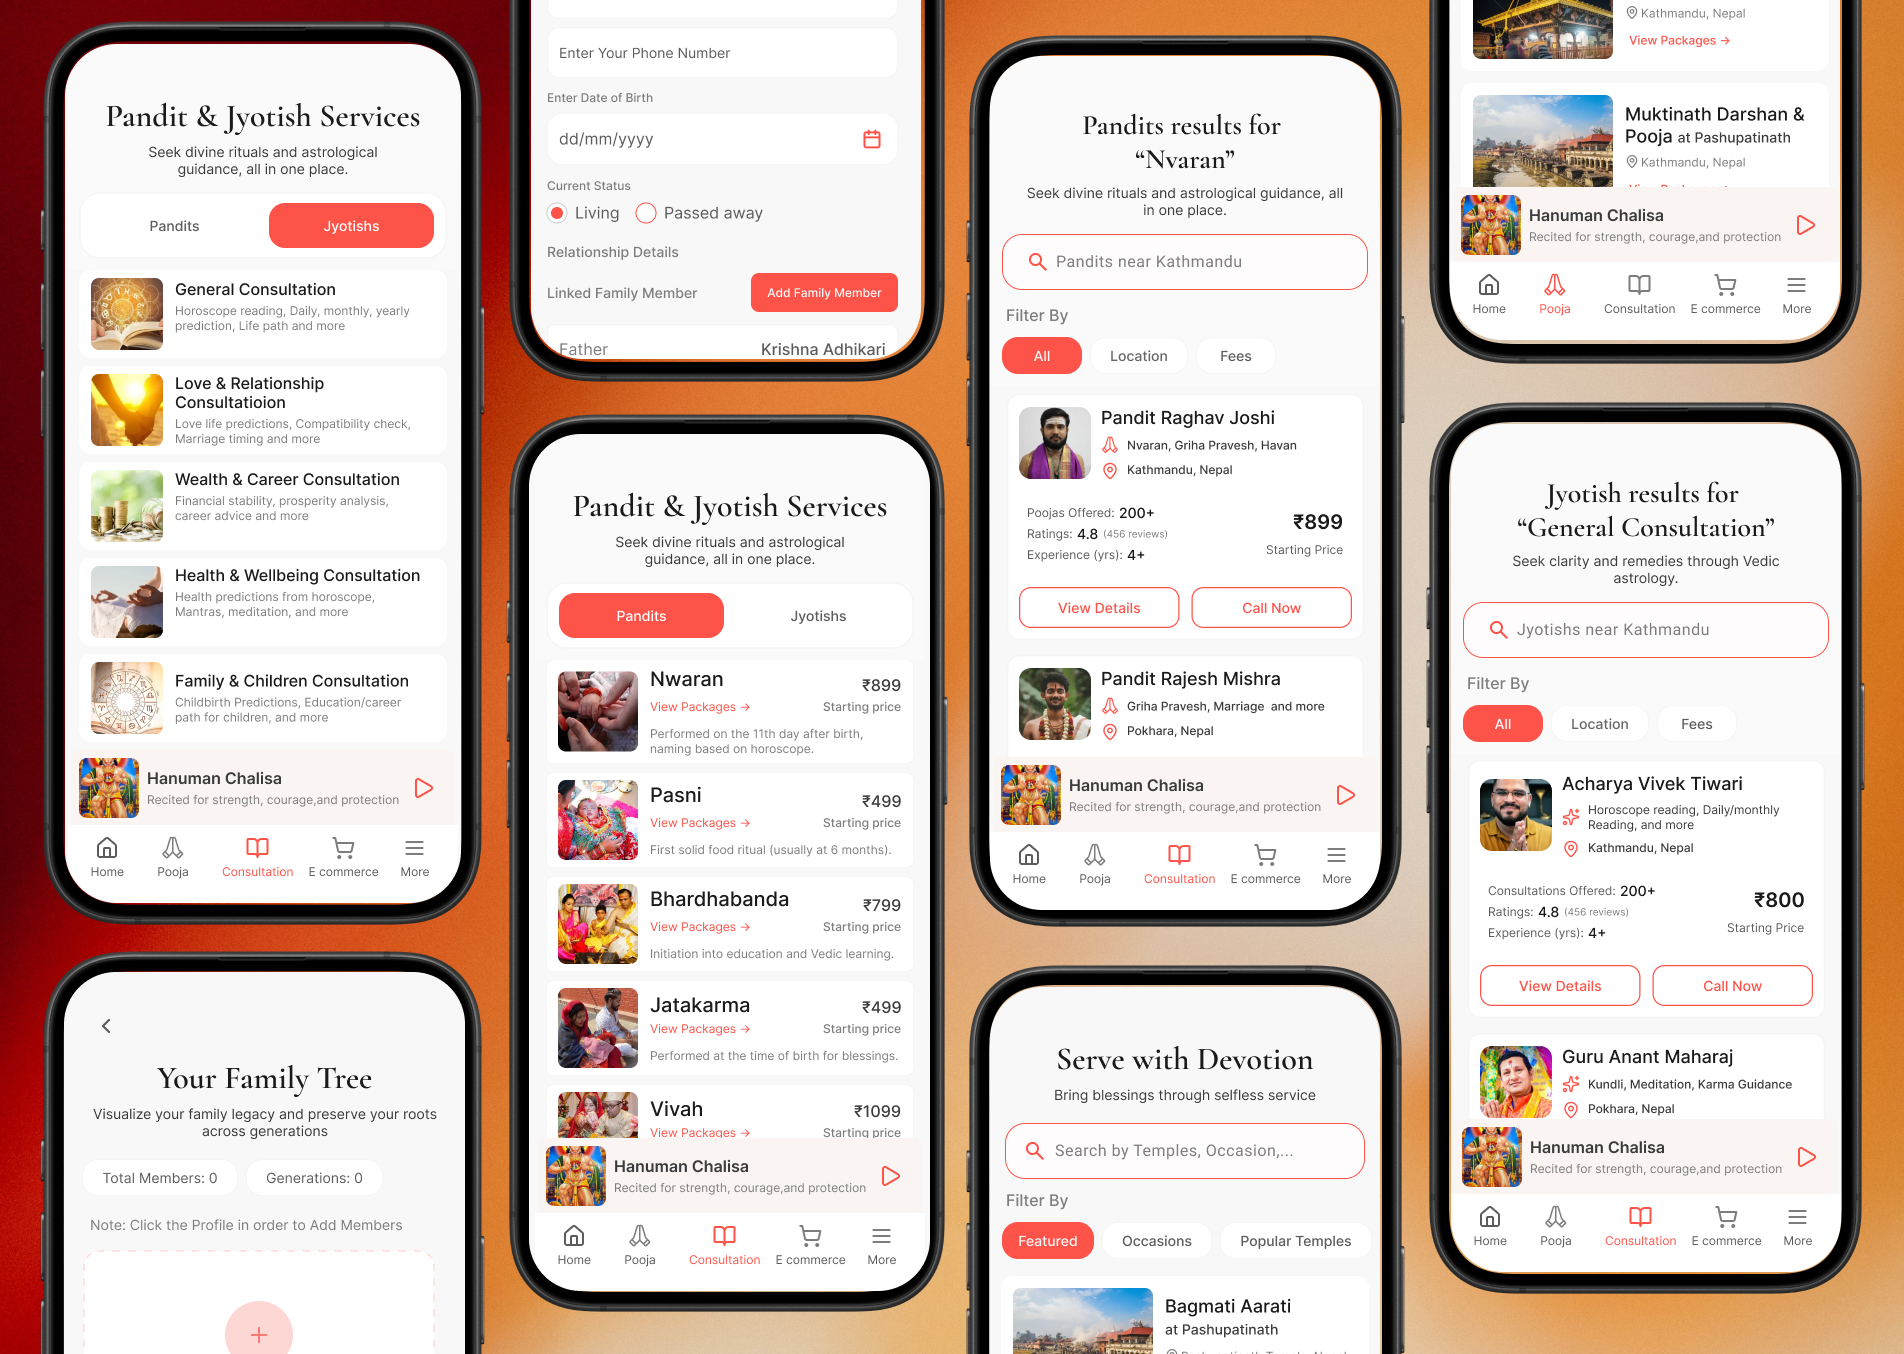 Pandit & Jyotish Services
Seek divine rituals and astrological
guidance, all in one place.
Pandits
Jyotishs
General Consultation
Horoscope reading, Daily, monthly, yearly
prediction, Life path and more
Love & Relationship
Consultatioion
Love life predictions, Compatibility check,
Marriage timing and more
Wealth & Career Consultation
Financial stability, prosperity analysis,
career advice and more
Health & Wellbeing Consultation
Health predictions from horoscope,
Mantras, meditation, and more
Family & Children Consultation
Childbirth Predictions, Education/career
path for children, and more
Hanuman Chalisa
Recited for strength, courage,and protection
Home
Pooja
Consultation
E commerce
More
Your Family Tree
Visualize your family legacy and preserve your roots
across generations
Total Members: 0
Generations: 0
Note: Click the Profile in order to Add Members
Enter Your Phone Number
Enter Date of Birth
dd/mm/yyyy
Current Status
Living
Passed away
Relationship Details
Linked Family Member
Add Family Member
Father
Krishna Adhikari
Pandit & Jyotish Services
Seek divine rituals and astrological
guidance, all in one place.
Pandits
Jyotishs
Nwaran
₹899
View Packages →
Starting price
Performed on the 11th day after birth,
naming based on horoscope.
Pasni
₹499
View Packages →
Starting price
First solid food ritual (usually at 6 months).
Bhardhabanda
₹799
View Packages →
Starting price
Initiation into education and Vedic learning.
Jatakarma
₹499
View Packages →
Starting price
Performed at the time of birth for blessings.
Vivah
₹1099
View Packages →
Starting price
Hanuman Chalisa
Recited for strength, courage,and protection
Home
Pooja
Consultation
E commerce
More
Pandits results for
“Nvaran”
Seek divine rituals and astrological guidance, all
in one place.
Pandits near Kathmandu
Filter By
All
Location
Fees
Pandit Raghav Joshi
Nvaran, Griha Pravesh, Havan
Kathmandu, Nepal
Poojas Offered: 200+
Ratings: 4.8 (456 reviews)
Experience (yrs): 4+
₹899
Starting Price
View Details
Call Now
Pandit Rajesh Mishra
Griha Pravesh, Marriage and more
Pokhara, Nepal
Hanuman Chalisa
Recited for strength, courage,and protection
Home
Pooja
Consultation
E commerce
More
Serve with Devotion
Bring blessings through selfless service
Search by Temples, Occasion,...
Filter By
Featured
Occasions
Popular Temples
Bagmati Aarati
at Pashupatinath
Kathmandu, Nepal
View Packages →
Muktinath Darshan &
Pooja at Pashupatinath
Kathmandu, Nepal
Hanuman Chalisa
Recited for strength, courage,and protection
Home
Pooja
Consultation
E commerce
More
Jyotish results for
“General Consultation”
Seek clarity and remedies through Vedic
astrology.
Jyotishs near Kathmandu
Filter By
All
Location
Fees
Acharya Vivek Tiwari
Horoscope reading, Daily/monthly
Reading, and more
Kathmandu, Nepal
Consultations Offered: 200+
Ratings: 4.8 (456 reviews)
Experience (yrs): 4+
₹800
Starting Price
View Details
Call Now
Guru Anant Maharaj
Kundli, Meditation, Karma Guidance
Pokhara, Nepal
Hanuman Chalisa
Recited for strength, courage,and protection
Home
Pooja
Consultation
E commerce
More